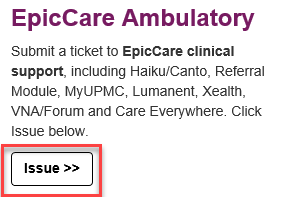 EpicCare Ambulatory
Submit a ticket to EpicCare clinical
support, including Haiku/Canto, Referral
Module, MyUPMC, Lumanent, Xealth,
VNA/Forum and Care Everywhere. Click
Issue below.
Issue >>